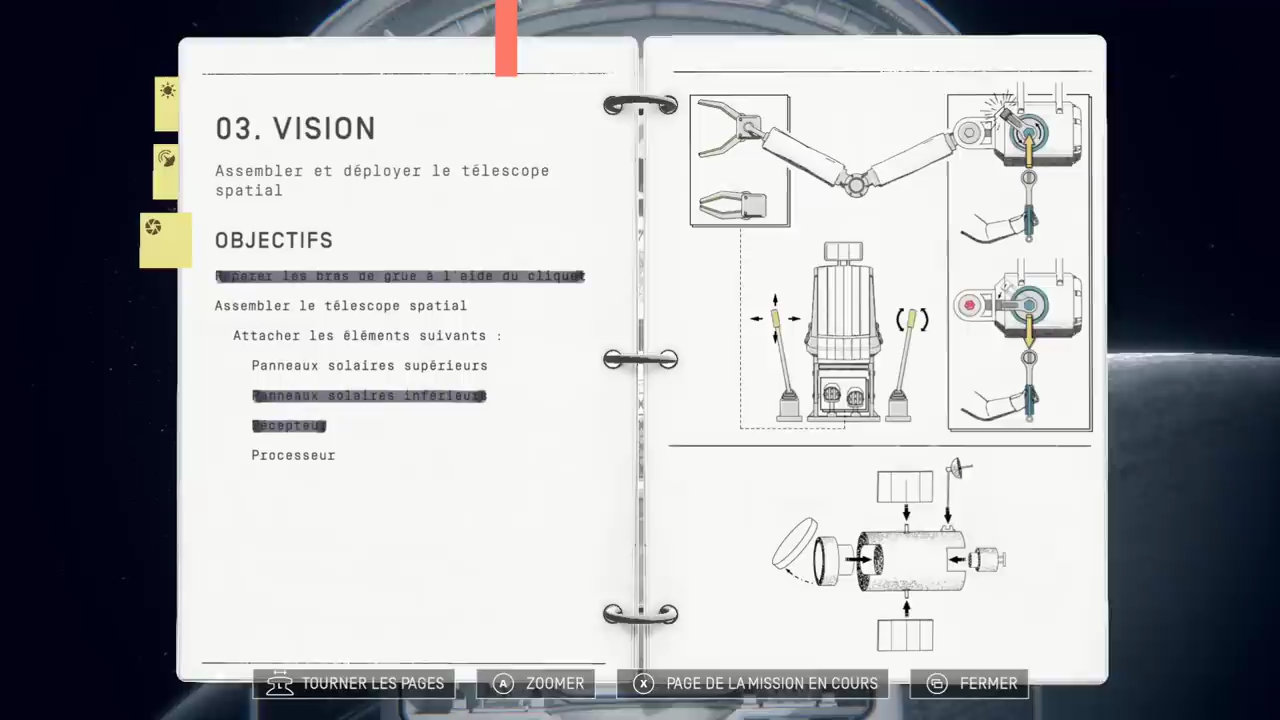 03. VISION
Assembler et déployer le télescope
spatial
OBJECTIFS
Réparer les bras de grue à l'aide du cliquet
Assembler le télescope spatial
Attacher les éléments suivants :
Panneaux solaires supérieurs
Panneaux solaires inférieurs
Récepteur
Processeur
L TOURNER LES PAGES
A ZOOMER
X PAGE DE LA MISSION EN COURS
FERMER